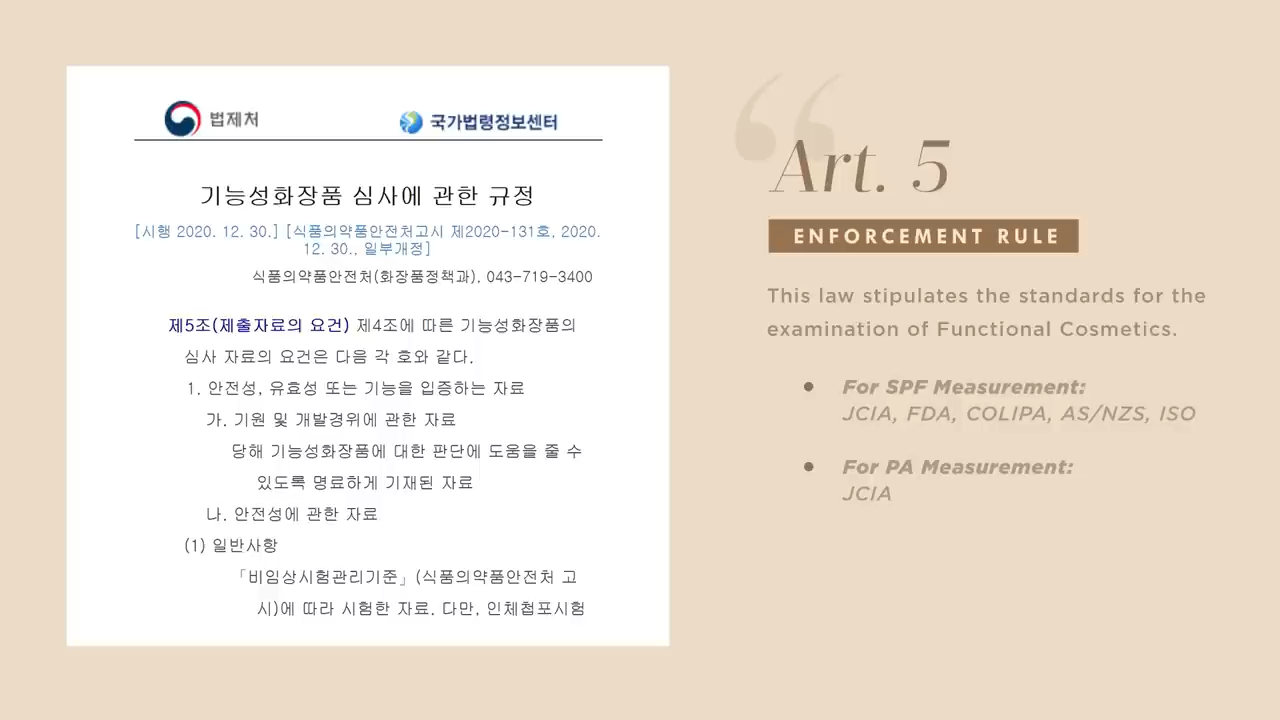 법제처
국가법령정보센터
기능성화장품 심사에 관한 규정
[시행 2020. 12. 30.] [식품의약품안전처고시 제2020-131호, 2020.
12. 30., 일부개정]
식품의약품안전처(화장품정책과), 043-719-3400
제5조(제출자료의 요건) 제4조에 따른 기능성화장품의
심사 자료의 요건은 다음 각 호와 같다.
1. 안전성, 유효성 또는 기능을 입증하는 자료
가. 기원 및 개발경위에 관한 자료
당해 기능성화장품에 대한 판단에 도움을 줄 수
있도록 명료하게 기재된 자료
나. 안전성에 관한 자료
(1) 일반사항
「비임상시험관리기준」(식품의약품안전처 고
시)에 따라 시험한 자료. 다만, 인체첩포시험
“
Art. 5
ENFORCEMENT RULE
This law stipulates the standards for the
examination of Functional Cosmetics.
• For SPF Measurement:
JCIA, FDA, COLIPA, AS/NZS, ISO
• For PA Measurement:
JCIA